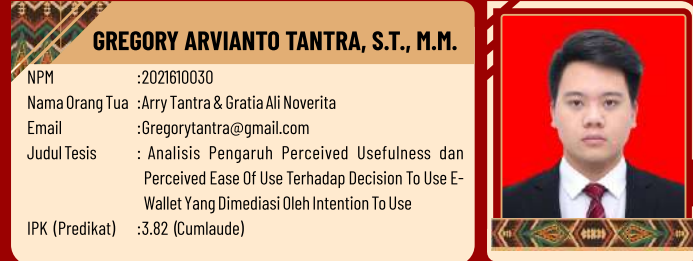 GREGORY ARVIANTO TANTRA, S.T., M.M.
NPM :2021610030
Nama Orang Tua :Arry Tantra & Gratia Ali Noverita
Email :Gregorytantra@gmail.com
Judul Tesis : Analisis Pengaruh Perceived Usefulness dan
Perceived Ease Of Use Terhadap Decision To Use E-
Wallet Yang Dimediasi Oleh Intention To Use
IPK (Predikat) :3.82 (Cumlaude)